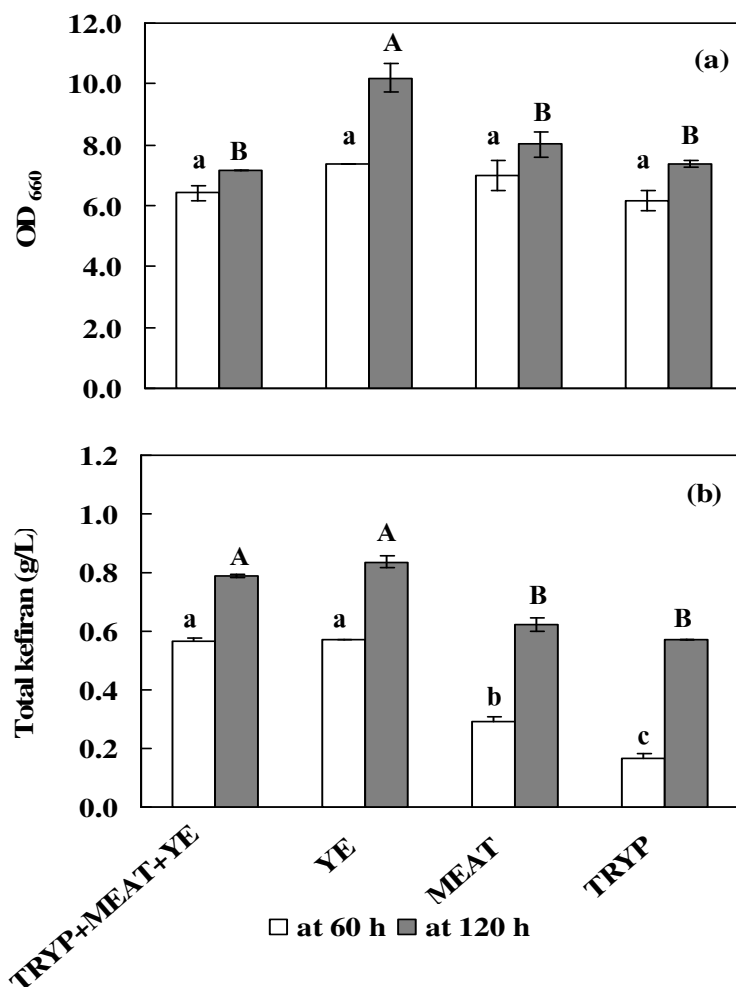 12.0
10.0
8.0
6.0
4.0
2.0
0.0
OD 660
(a)
a B
a A
a B
a B
1.2
1.0
0.8
0.6
0.4
0.2
0.0
Total kefiran (g/L)
(b)
a A
a A
b B
c B
TRYP+MEAT+YE
YE
MEAT
TRYP
at 60 h at 120 h